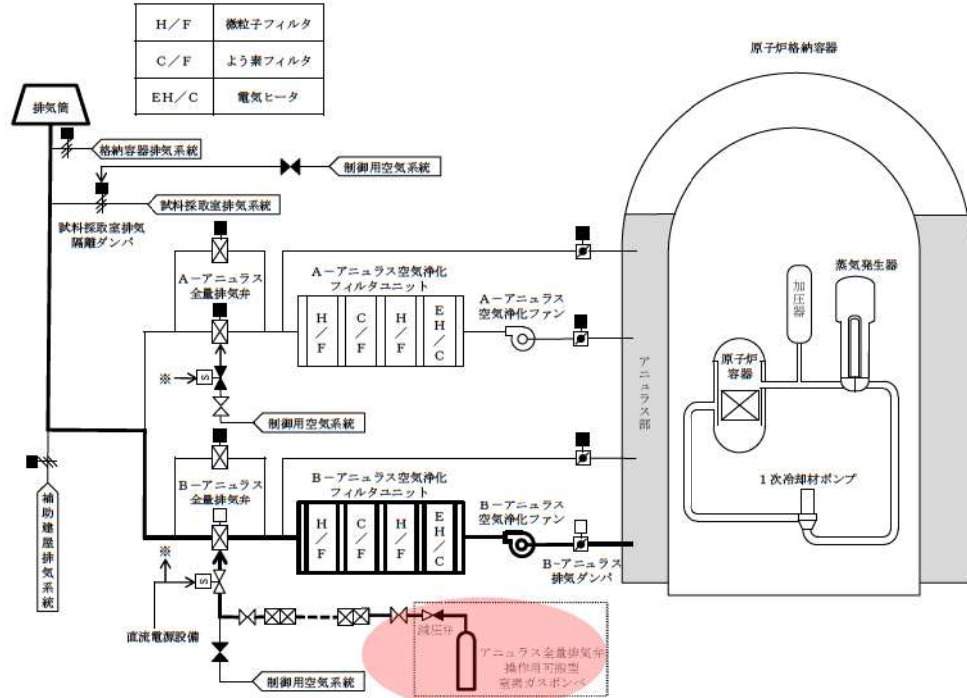 H/F 微粒子フィルタ
C/F よう素フィルタ
EH/C 電気ヒータ
原子炉格納容器
排気筒
格納容器排気系統
制御用空気系統
試料採取室排気系統
試料採取室排気
隔離ダンパ
A-アニュラス
全量排気弁
A-アニュラス空気浄化
フィルタユニット
H/F
C/F
H/F
EH/C
A-アニュラス
空気浄化ファン
※
S
制御用空気系統
アニュラス部
加圧器
蒸気発生器
原子炉
容器
1次冷却材ポンプ
B-アニュラス
全量排気弁
B-アニュラス空気浄化
フィルタユニット
H/F
C/F
H/F
EH/C
B-アニュラス
空気浄化ファン
B-アニュラス
排気ダンパ
補助建屋排気系統
※
S
直流電源設備
制御用空気系統
減圧弁
アニュラス全量排気弁
操作用可搬型
窒素ガスボンベ